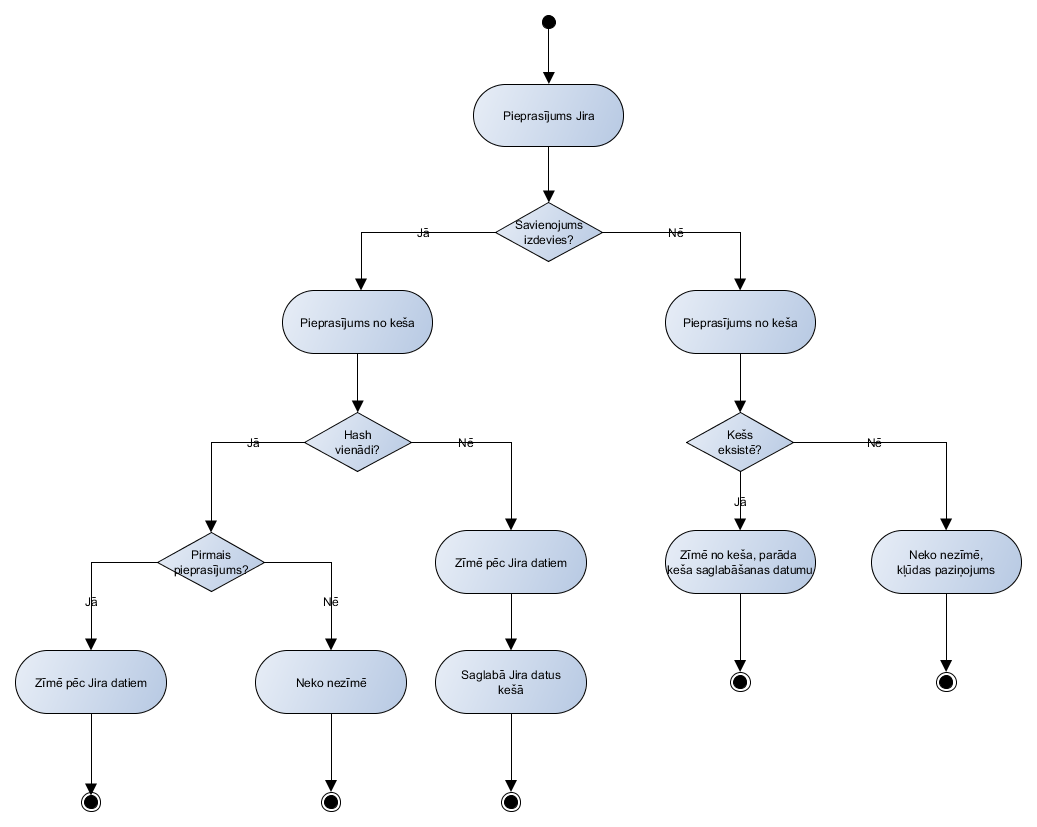 Pieprasījums Jira
Savienojums
izdevies?
Jā
Nē
Pieprasījums no keša
Pieprasījums no keša
Hash
vienādi?
Jā
Nē
Kešs
eksistē?
Nē
Jā
Pirmais
pieprasījums?
Jā
Nē
Zīmē pēc Jira datiem
Zīmē no keša, parāda
keša saglabāšanas datumu
Neko nezīmē,
kļūdas paziņojums
Zīmē pēc Jira datiem
Neko nezīmē
Saglabā Jira datus
kešā